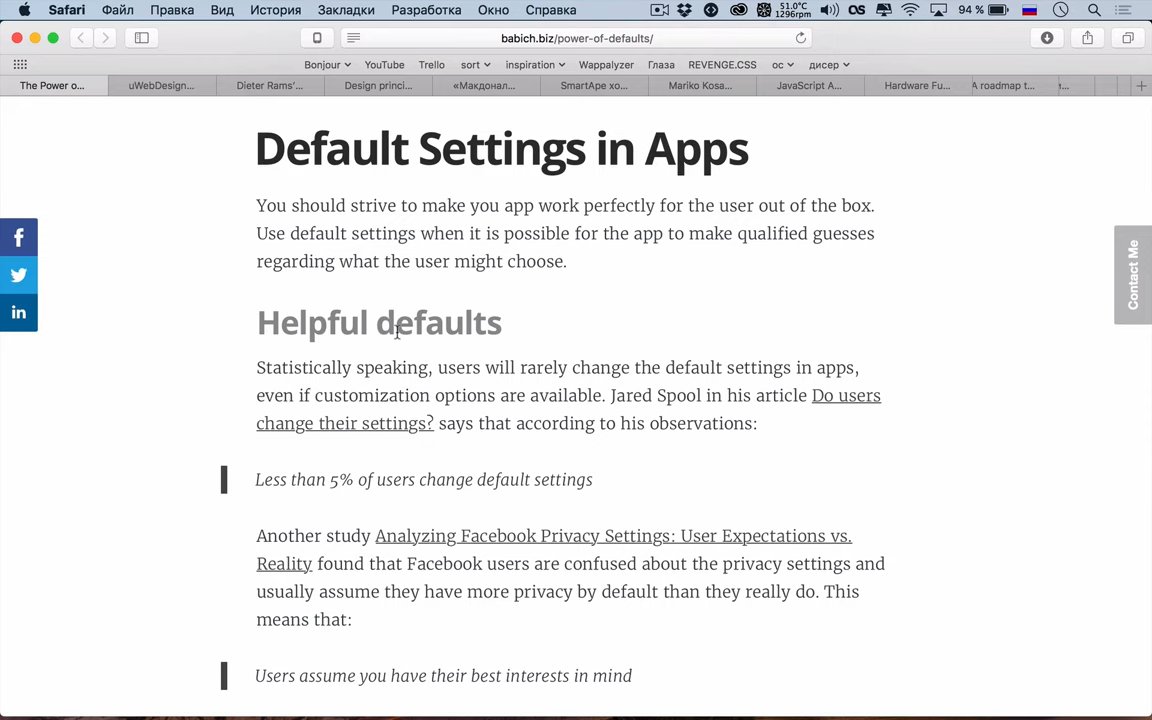 Safari Файл Правка Вид История Закладки Разработка Окно Справка 51.0°C 1296rpm 94 %
babich.biz/power-of-defaults/
Bonjour YouTube Trello sort inspiration Wappalyzer Глаза REVENGE.CSS ос дисер
The Power o... uWebDesign... Dieter Rams'... Design princi... «Макдонал... SmartApe хо... Mariko Kosa... JavaScript A... Hardware Fu... A roadmap t...
Default Settings in Apps
You should strive to make you app work perfectly for the user out of the box.
Use default settings when it is possible for the app to make qualified guesses
regarding what the user might choose.
Contact Me
Helpful defaults
Statistically speaking, users will rarely change the default settings in apps,
even if customization options are available. Jared Spool in his article Do users
change their settings? says that according to his observations:
Less than 5% of users change default settings
Another study Analyzing Facebook Privacy Settings: User Expectations vs.
Reality found that Facebook users are confused about the privacy settings and
usually assume they have more privacy by default than they really do. This
means that:
Users assume you have their best interests in mind